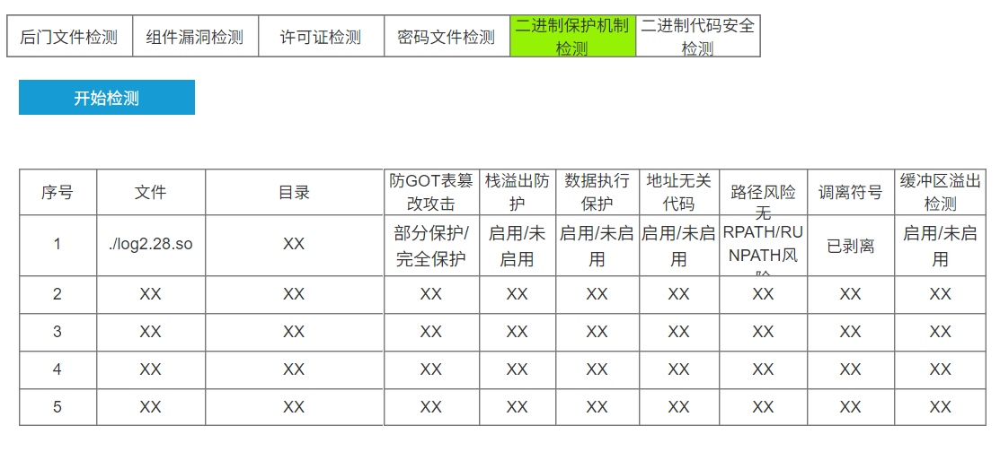 后门文件检测 组件漏洞检测 许可证检测 密码文件检测 二进制保护机制检测 二进制代码安全检测
开始检测
序号 文件 目录 防GOT表篡改攻击 栈溢出防护 数据执行保护 地址无关代码 路径风险 调离符号 缓冲区溢出检测
1 ./log2.28.so XX 部分保护/完全保护 启用/未启用 启用/未启用 启用/未启用 无RPATH/RUNPATH风险 已剥离 启用/未启用
2 XX XX XX XX XX XX XX XX XX
3 XX XX XX XX XX XX XX XX XX
4 XX XX XX XX XX XX XX XX XX
5 XX XX XX XX XX XX XX XX XX